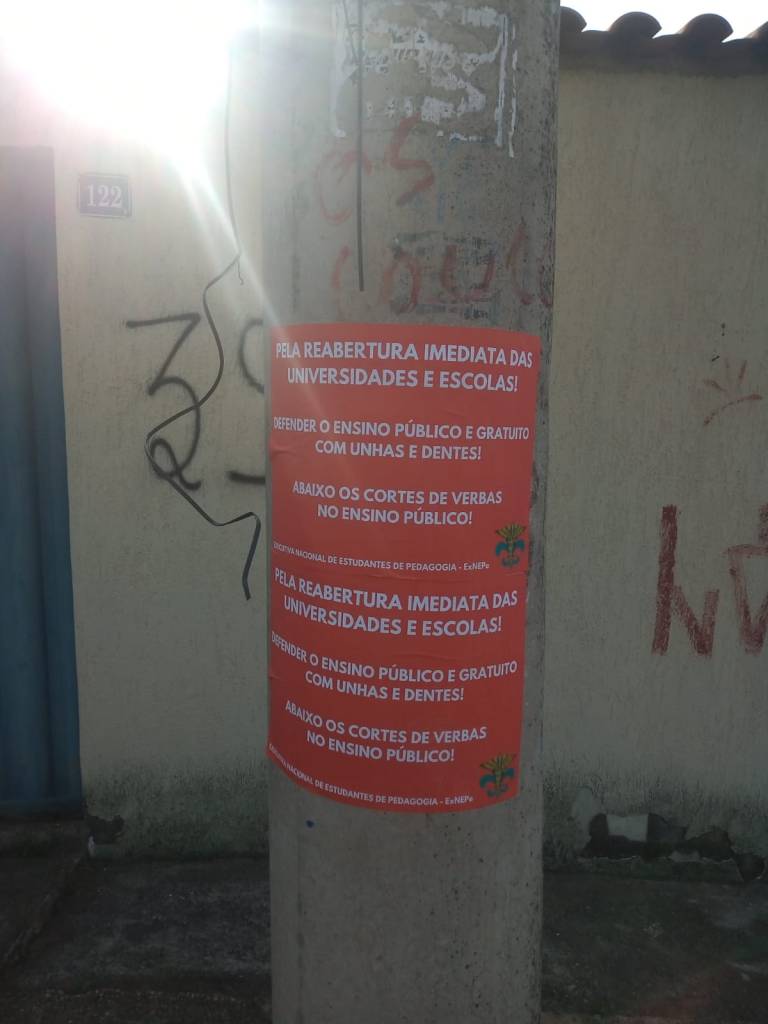 122
PELA REABERTURA IMEDIATA DAS
UNIVERSIDADES E ESCOLAS!
DEFENDER O ENSINO PÚBLICO E GRATUITO
COM UNHAS E DENTES!
ABAIXO OS CORTES DE VERBAS
NO ENSINO PÚBLICO!
EXECUTIVA NACIONAL DE ESTUDANTES DE PEDAGOGIA - ExNEPe
PELA REABERTURA IMEDIATA DAS
UNIVERSIDADES E ESCOLAS!
DEFENDER O ENSINO PÚBLICO E GRATUITO
COM UNHAS E DENTES!
ABAIXO OS CORTES DE VERBAS
NO ENSINO PÚBLICO!
EXECUTIVA NACIONAL DE ESTUDANTES DE PEDAGOGIA - ExNEPe